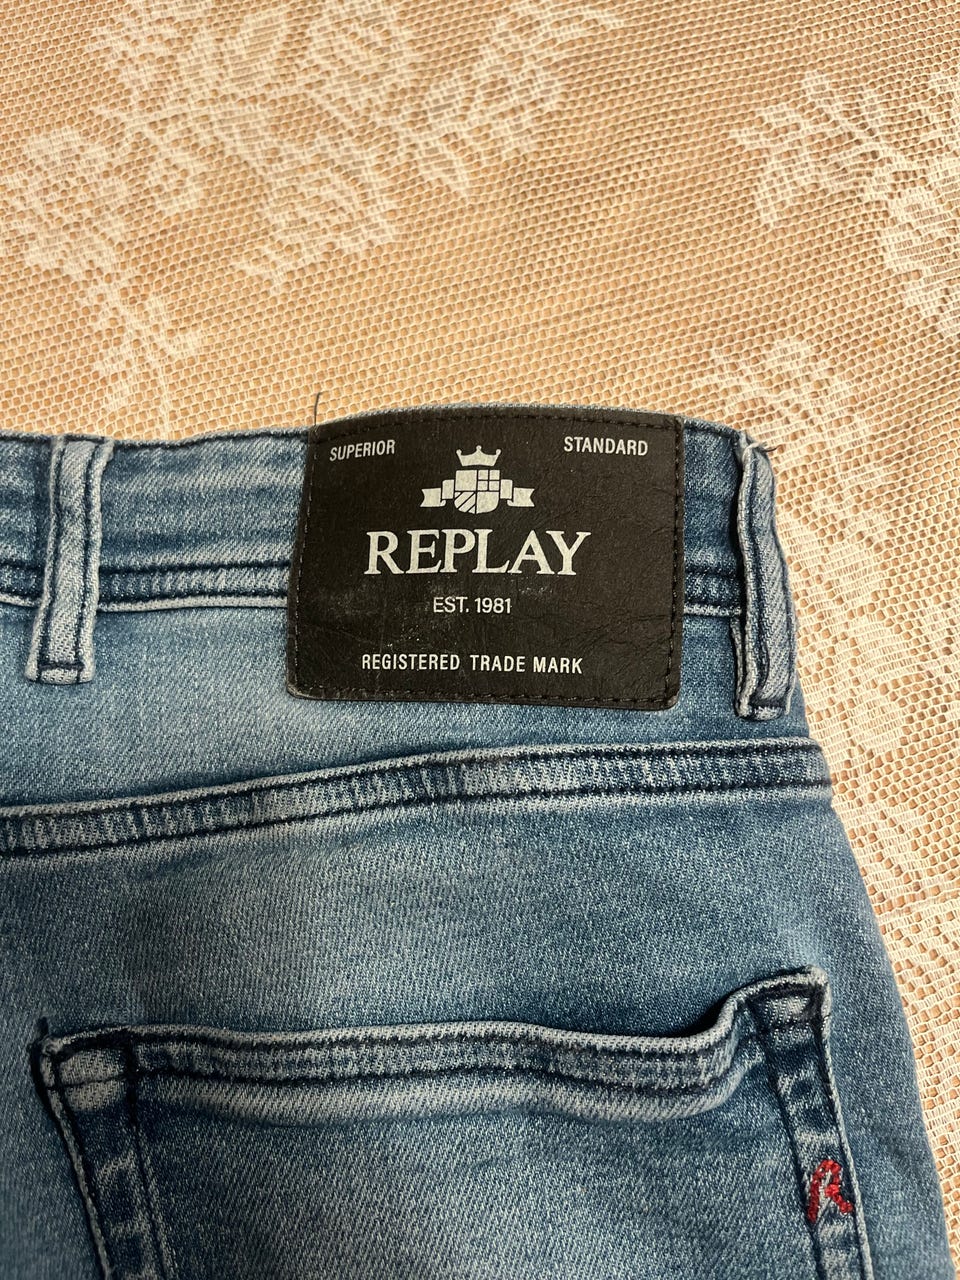 SUPERIOR STANDARD
REPLAY
EST. 1981
REGISTERED TRADE MARK
R